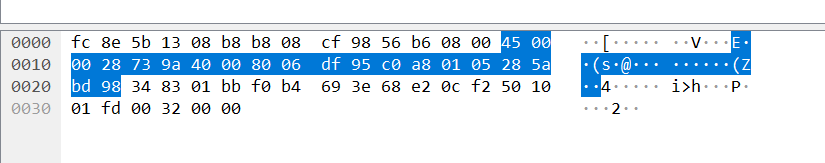 0000 fc 8e 5b 13 08 b8 b8 08 cf 98 56 b6 08 00 45 00 ··[····· ··V···E·
0010 00 28 73 9a 40 00 80 06 df 95 c0 a8 01 05 28 5a ·(s·@··· ······(Z
0020 bd 98 34 83 01 bb f0 b4 69 3e 68 e2 0c f2 50 10 ··4····· i>h···P·
0030 01 fd 00 32 00 00 ···2··